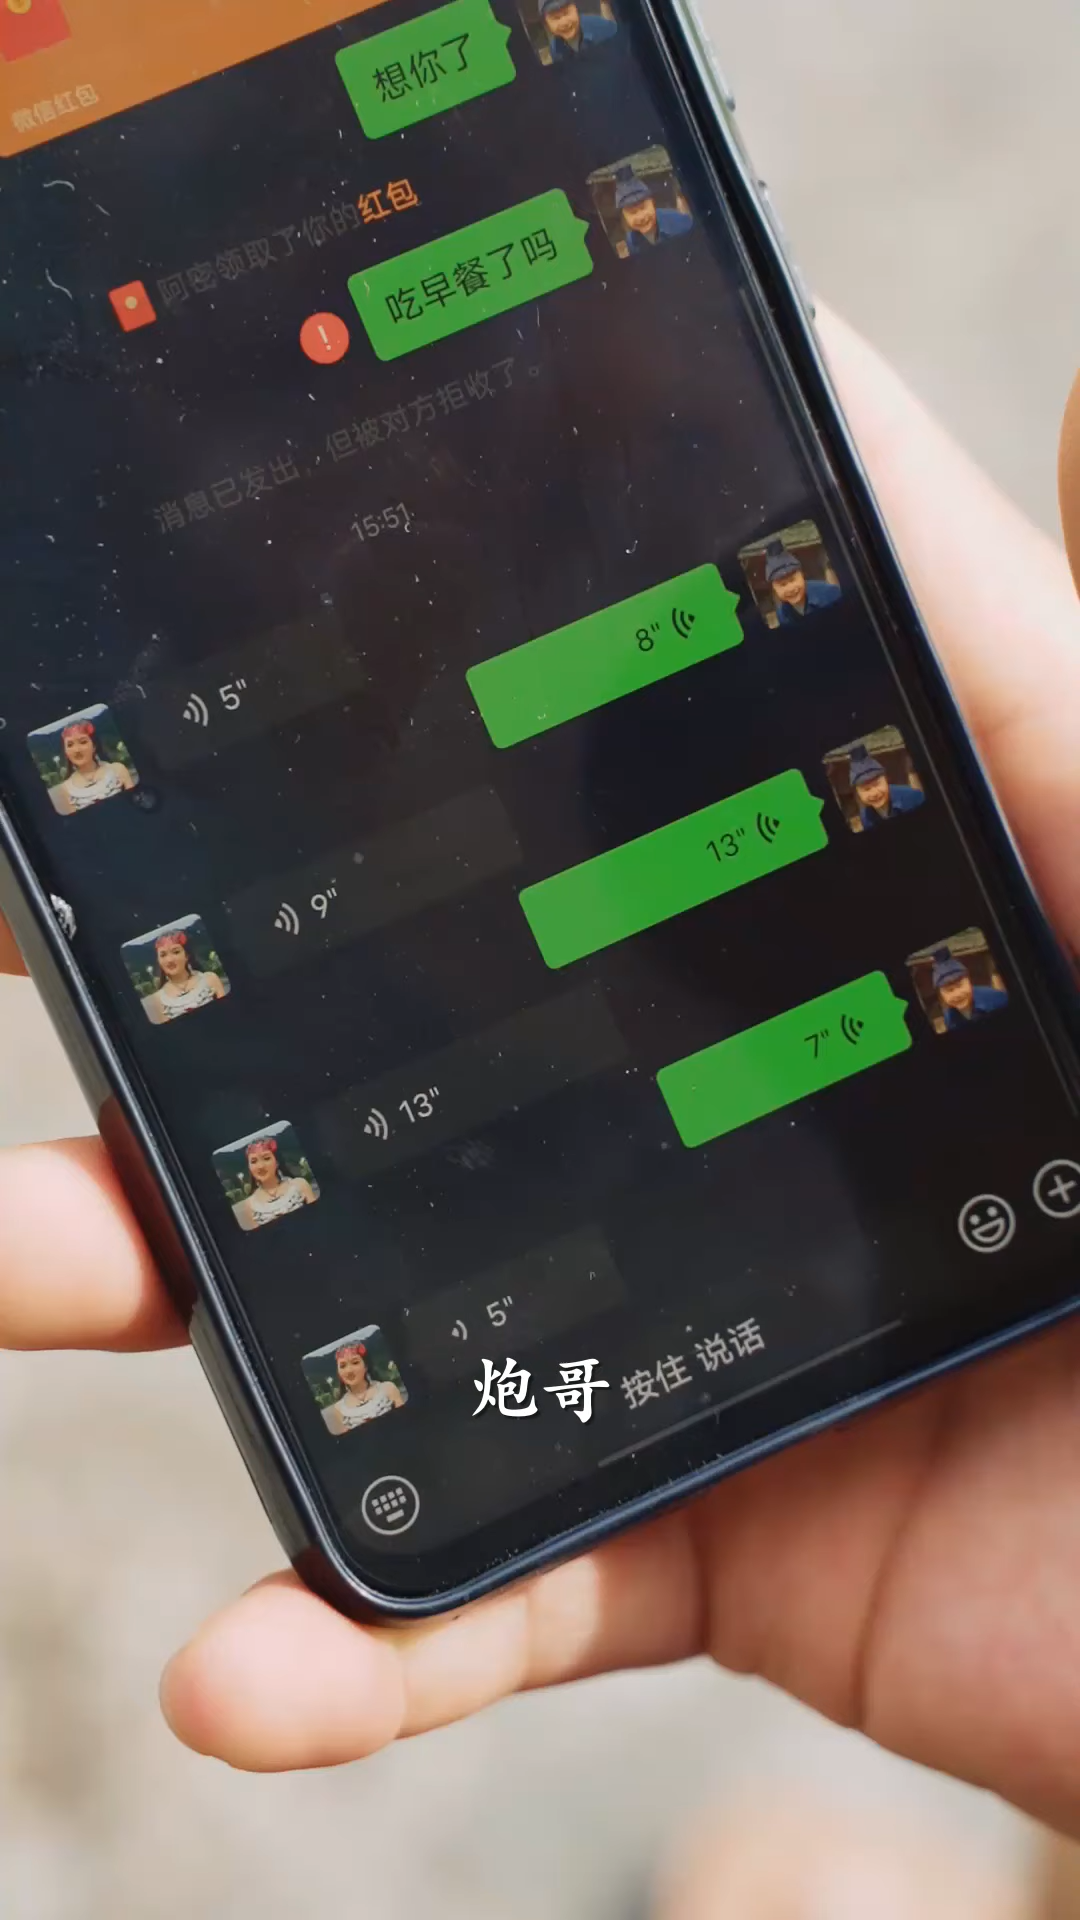 想你了
微信红包
阿密领取了你的红包
吃早餐了吗
!
消息已发出，但被对方拒收了。
15:51
8"
5"
13"
9"
7"
13"
5"
炮哥
按住 说话